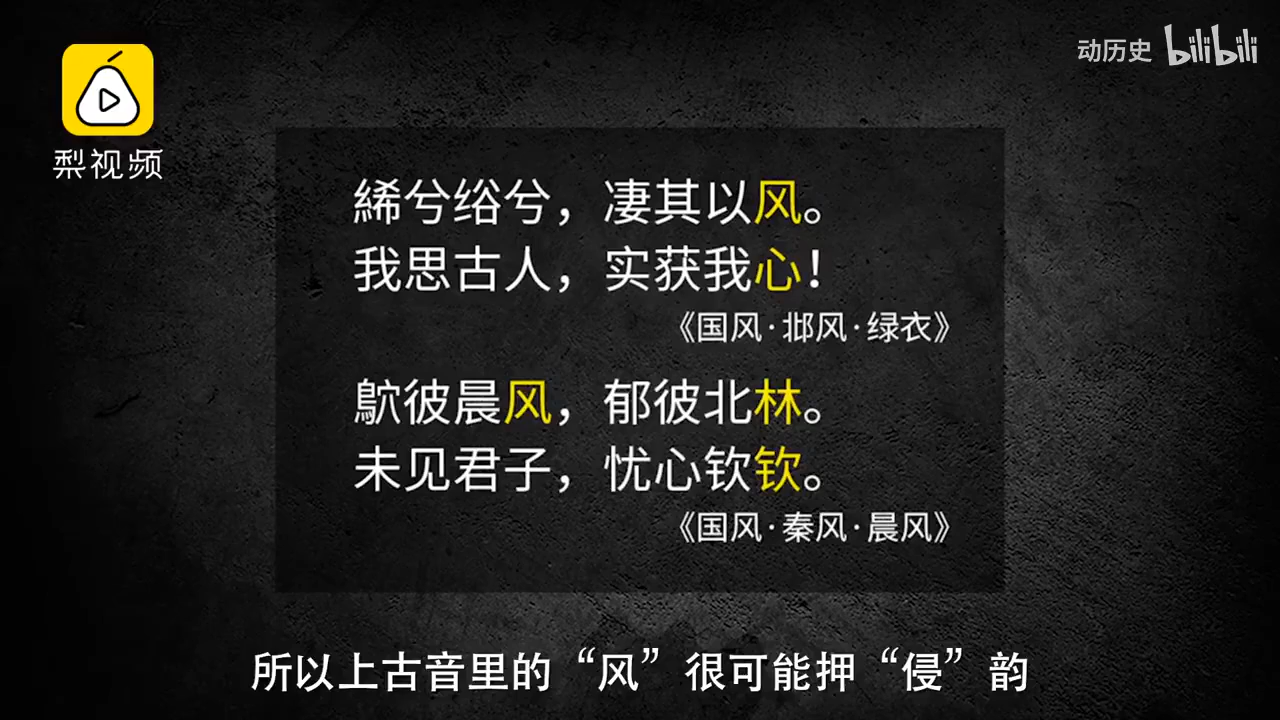 动历史 bilibili
梨视频
絺兮绤兮，凄其以风。
我思古人，实获我心！
《国风·邶风·绿衣》
鴥彼晨风，郁彼北林。
未见君子，忧心钦钦。
《国风·秦风·晨风》
所以上古音里的“风”很可能押“侵”韵